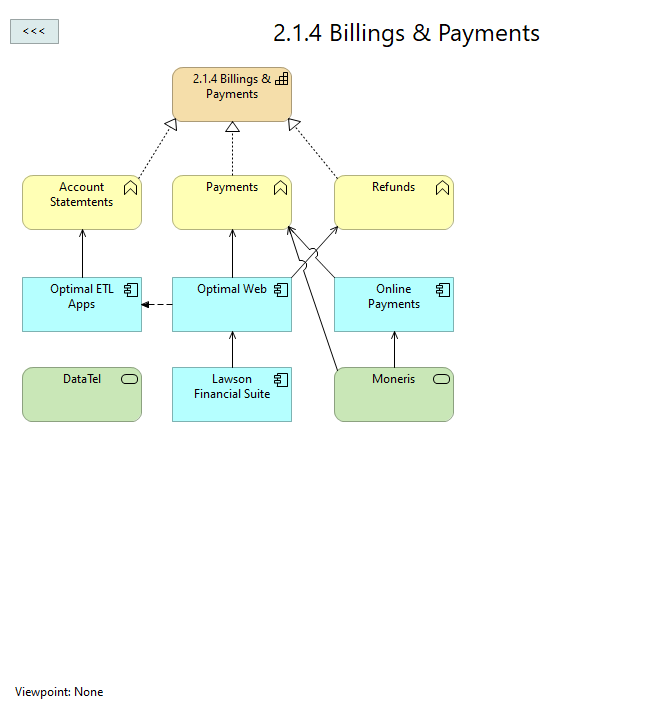 <<<
2.1.4 Billings & Payments
2.1.4 Billings &
Payments
Account
Statemtents
Payments
Refunds
Optimal ETL
Apps
Optimal Web
Online
Payments
DataTel
Lawson
Financial Suite
Moneris
Viewpoint: None